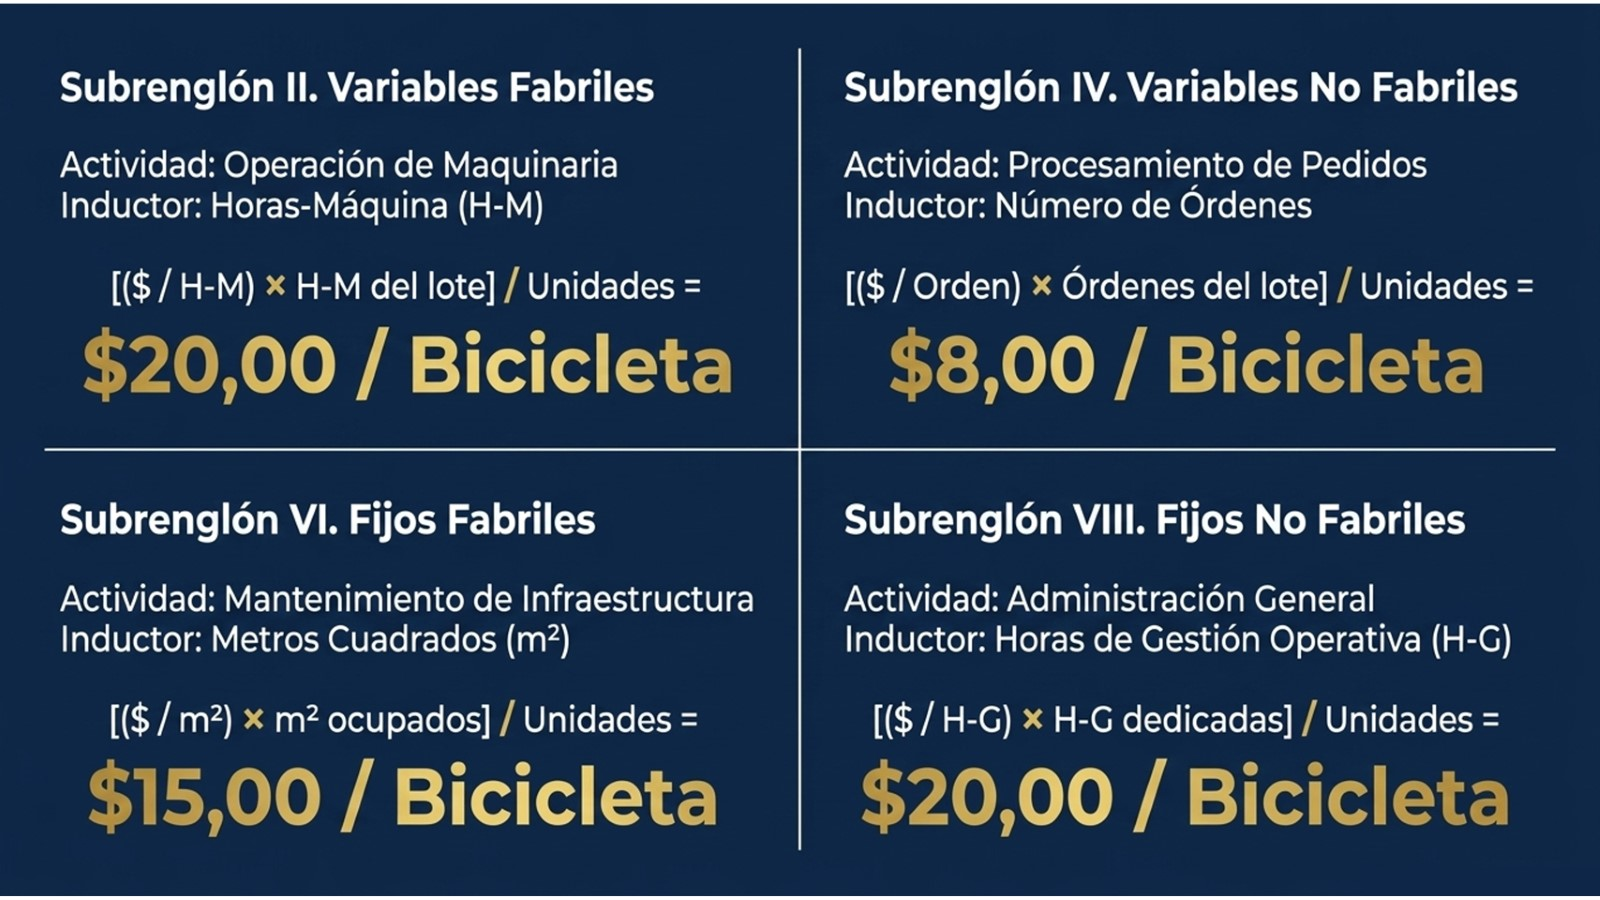 Subrenglón II. Variables Fabriles
Actividad: Operación de Maquinaria
Inductor: Horas-Máquina (H-M)
[($ / H-M) × H-M del lote] / Unidades =
$20,00 / Bicicleta
Subrenglón IV. Variables No Fabriles
Actividad: Procesamiento de Pedidos
Inductor: Número de Órdenes
[($ / Orden) × Órdenes del lote] / Unidades =
$8,00 / Bicicleta
Subrenglón VI. Fijos Fabriles
Actividad: Mantenimiento de Infraestructura
Inductor: Metros Cuadrados (m²)
[($ / m²) × m² ocupados] / Unidades =
$15,00 / Bicicleta
Subrenglón VIII. Fijos No Fabriles
Actividad: Administración General
Inductor: Horas de Gestión Operativa (H-G)
[($ / H-G) × H-G dedicadas] / Unidades =
$20,00 / Bicicleta